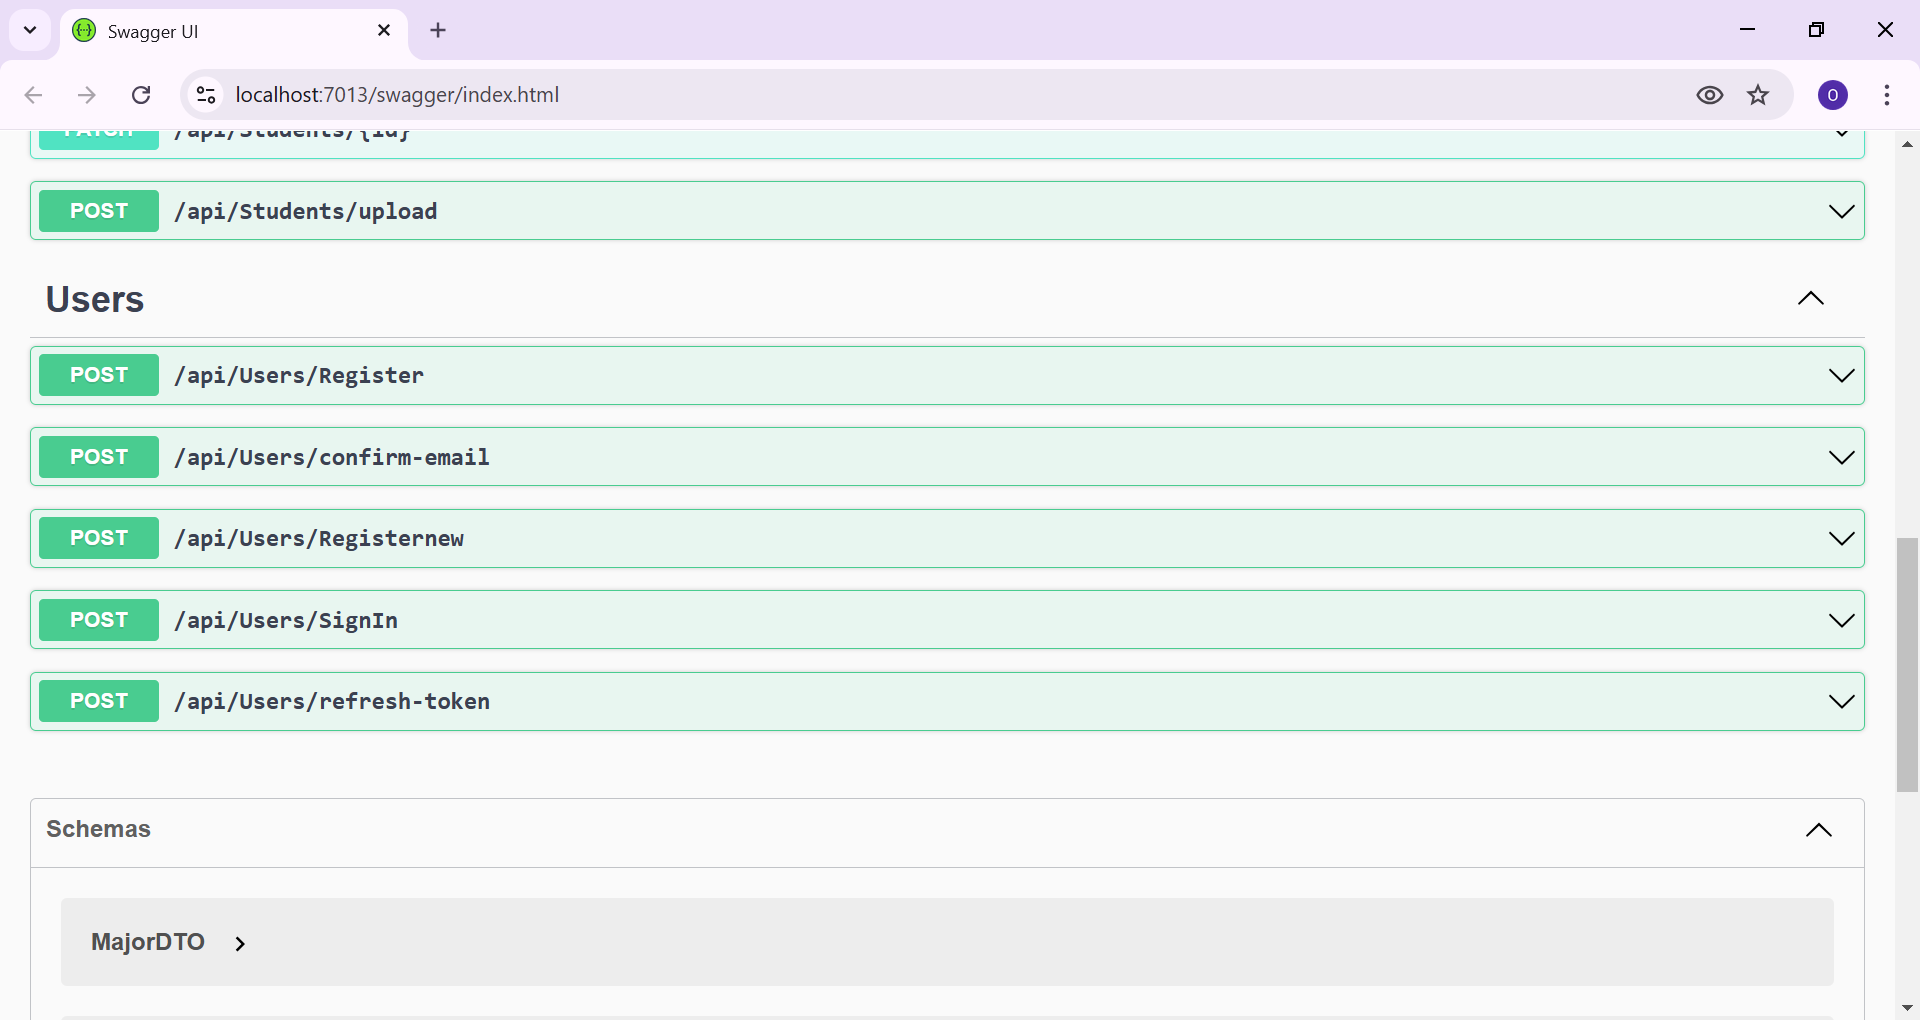 Swagger UI
localhost:7013/swagger/index.html
O
PATCH /api/Students/{id}
POST /api/Students/upload
Users
POST /api/Users/Register
POST /api/Users/confirm-email
POST /api/Users/Registernew
POST /api/Users/SignIn
POST /api/Users/refresh-token
Schemas
MajorDTO